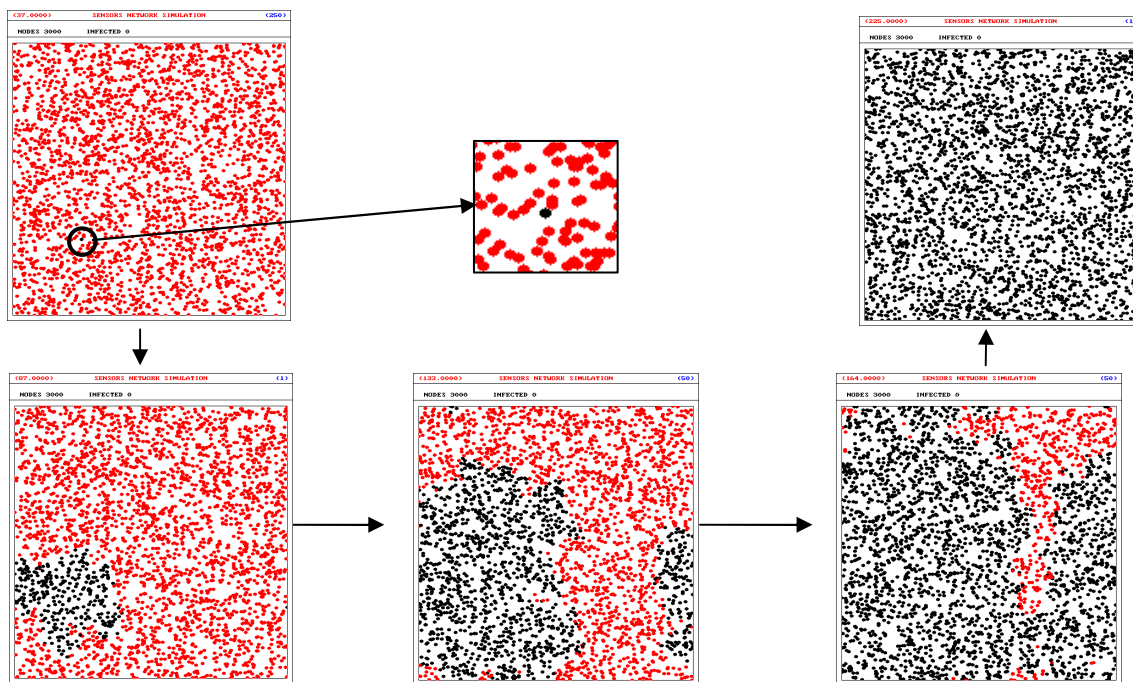 (37.0000) SENSORS NETWORK SIMULATION (250)
NODES 3000 INFECTED 0
(225.0000) SENSORS NETWORK SIMULATION (1
NODES 3000 INFECTED 0
(87.0000) SENSORS NETWORK SIMULATION (1)
NODES 3000 INFECTED 0
(133.0000) SENSORS NETWORK SIMULATION (50)
NODES 3000 INFECTED 0
(164.0000) SENSORS NETWORK SIMULATION (50)
NODES 3000 INFECTED 0